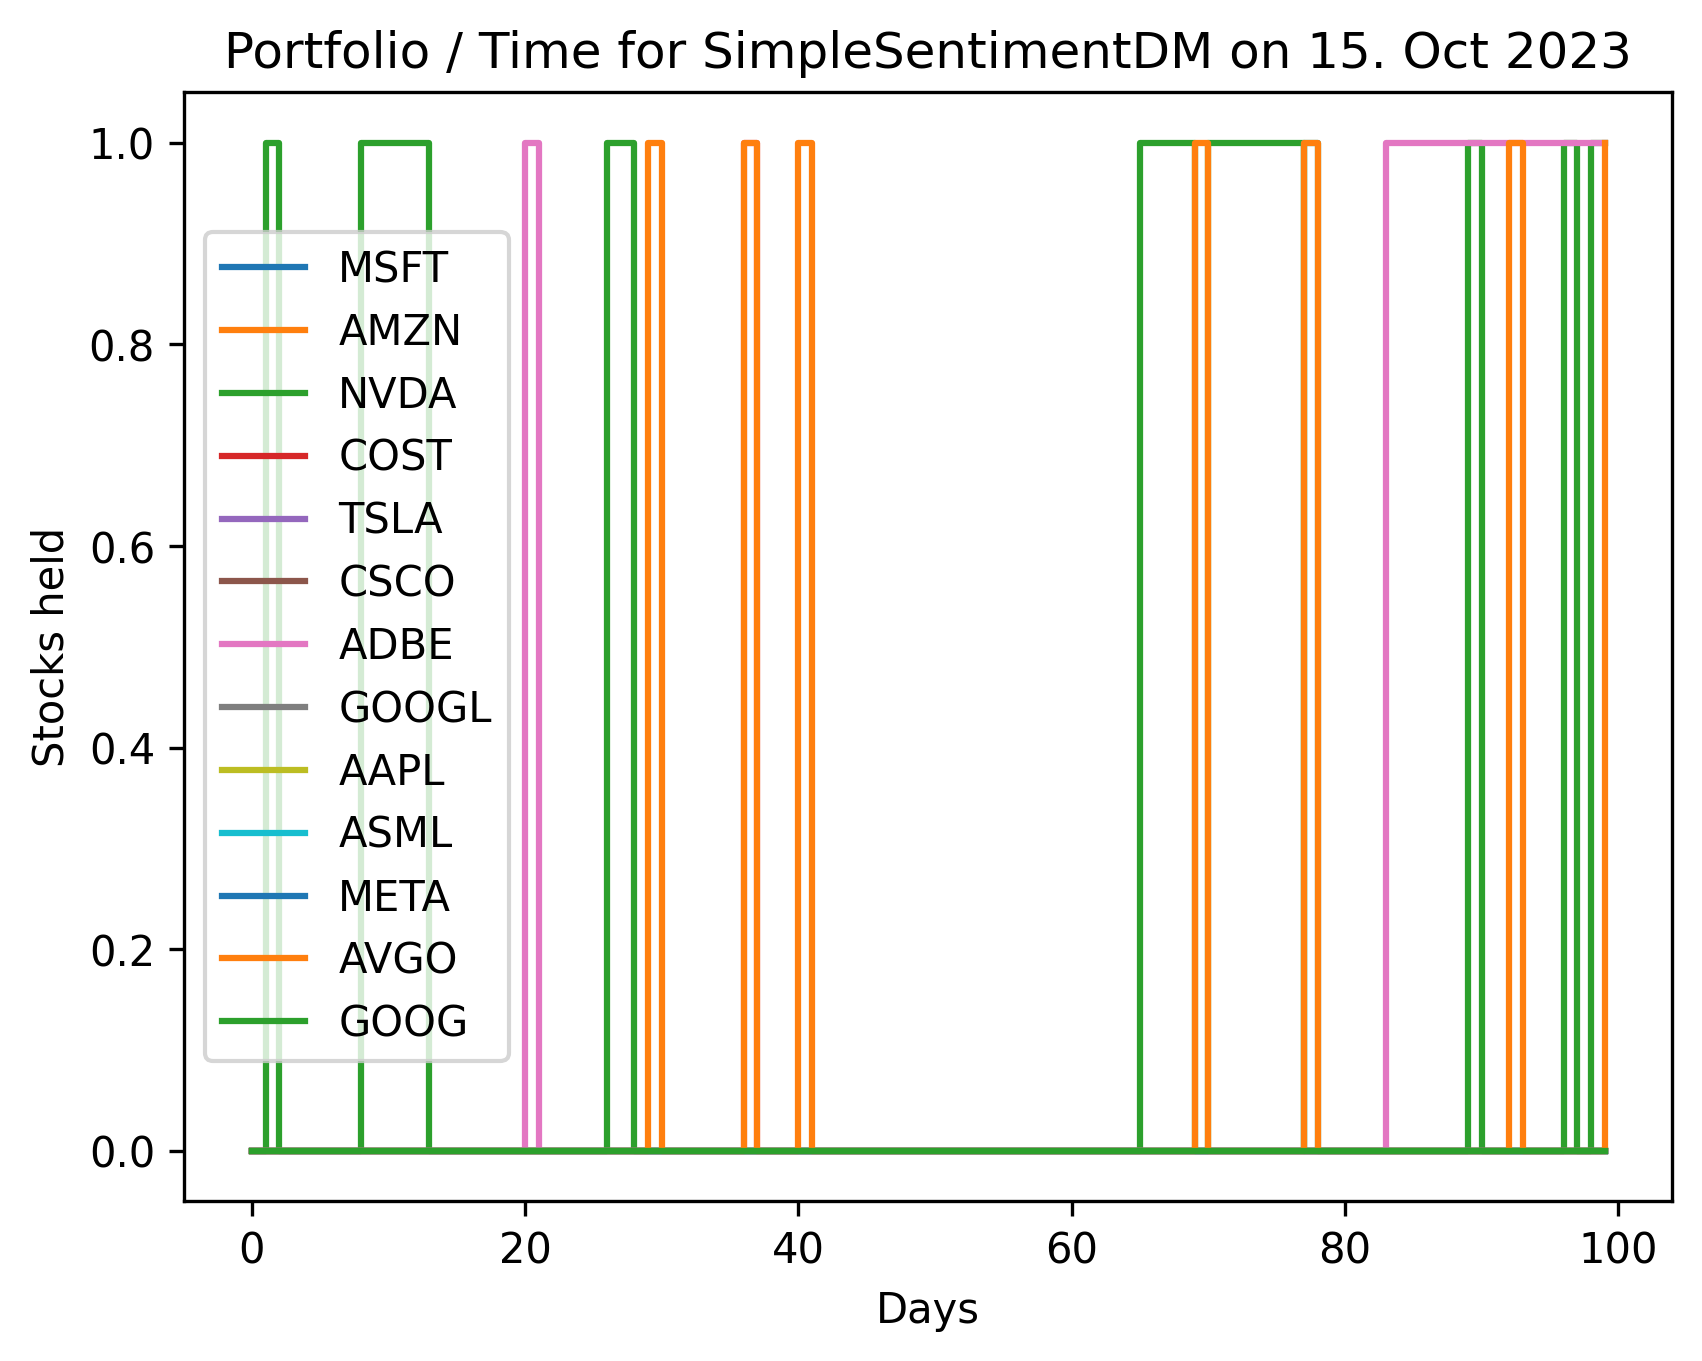 Portfolio / Time for SimpleSentimentDM on 15. Oct 2023
1.0
0.8
0.6
0.4
0.2
0.0
Stocks held
MSFT
AMZN
NVDA
COST
TSLA
CSCO
ADBE
GOOGL
AAPL
ASML
META
AVGO
GOOG
0 20 40 60 80 100
Days